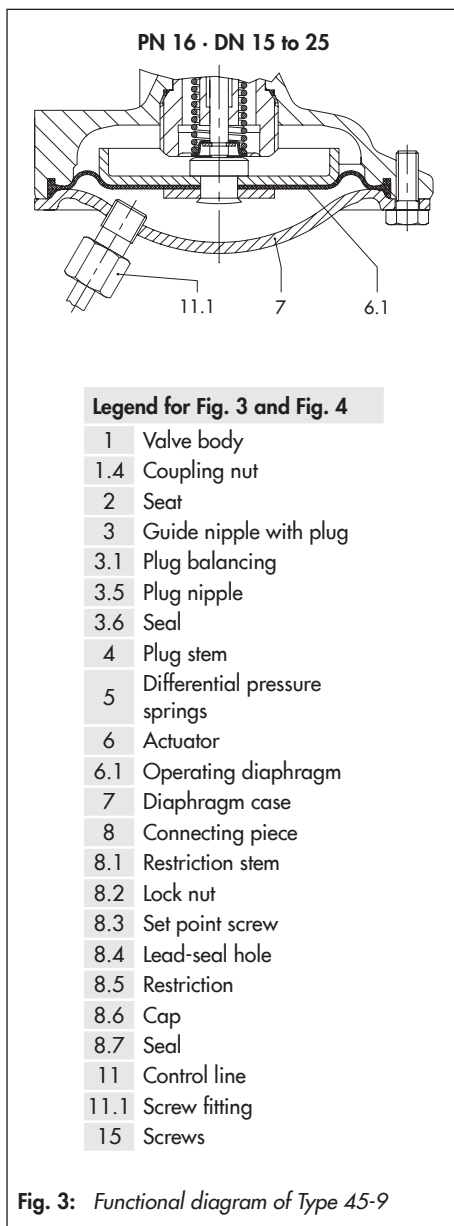 PN 16 · DN 15 to 25
11.1 7 6.1
Legend for Fig. 3 and Fig. 4
1 Valve body
1.4 Coupling nut
2 Seat
3 Guide nipple with plug
3.1 Plug balancing
3.5 Plug nipple
3.6 Seal
4 Plug stem
5 Differential pressure
springs
6 Actuator
6.1 Operating diaphragm
7 Diaphragm case
8 Connecting piece
8.1 Restriction stem
8.2 Lock nut
8.3 Set point screw
8.4 Lead-seal hole
8.5 Restriction
8.6 Cap
8.7 Seal
11 Control line
11.1 Screw fitting
15 Screws
Fig. 3: Functional diagram of Type 45-9